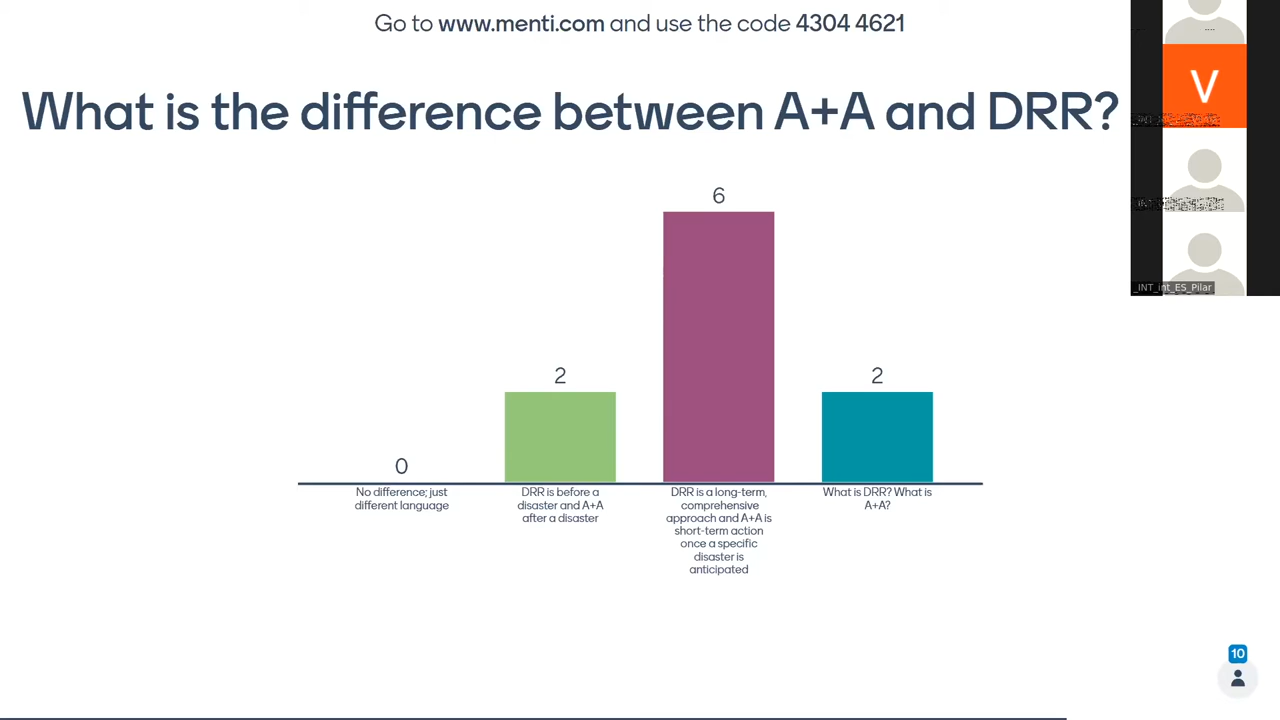 Go to www.menti.com and use the code 4304 4621
What is the difference between A+A and DRR?
V
_INT_int_ES_Pilar
0
2
6
2
No difference; just
different language
DRR is before a
disaster and A+A
after a disaster
DRR is a long-term,
comprehensive
approach and A+A is
short-term action
once a specific
disaster is
anticipated
What is DRR? What is
A+A?
10